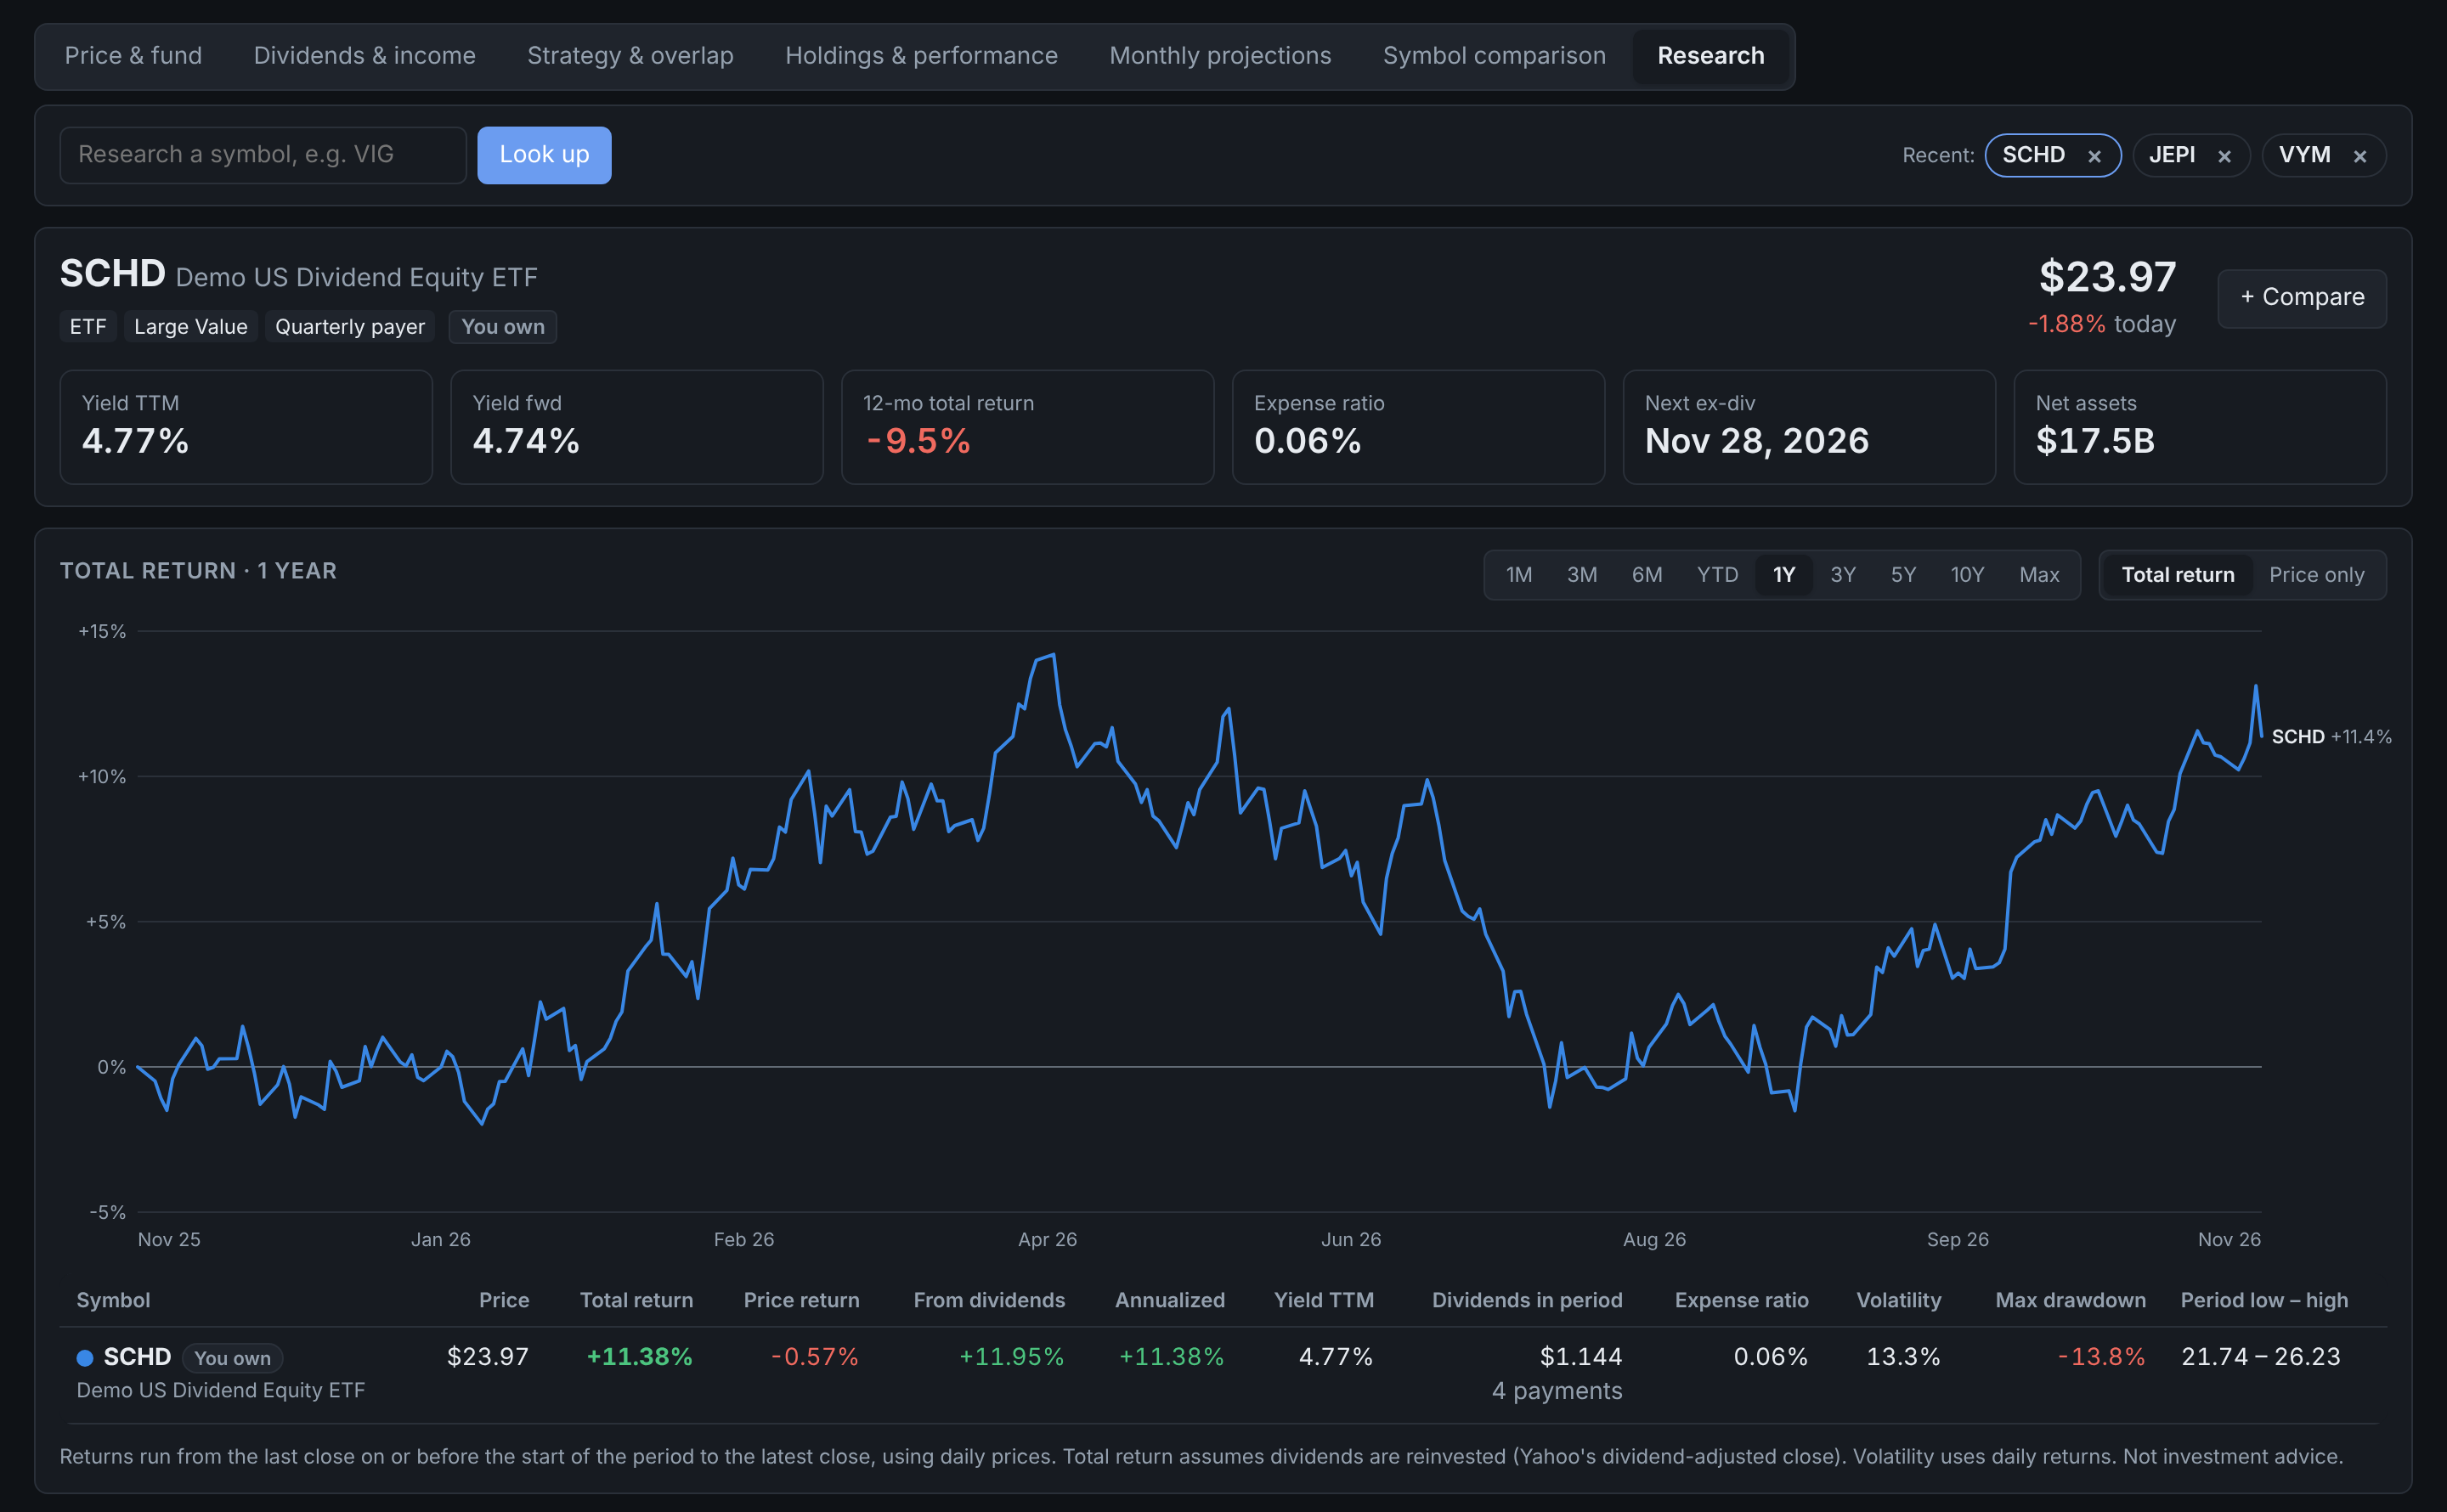 Price & fund Dividends & income Strategy & overlap Holdings & performance Monthly projections Symbol comparison Research
Research a symbol, e.g. VIG Look up Recent: SCHD × JEPI × VYM ×
SCHD Demo US Dividend Equity ETF
ETF Large Value Quarterly payer You own
$23.97
-1.88% today
+ Compare
Yield TTM
4.77%
Yield fwd
4.74%
12-mo total return
-9.5%
Expense ratio
0.06%
Next ex-div
Nov 28, 2026
Net assets
$17.5B
TOTAL RETURN · 1 YEAR 1M 3M 6M YTD 1Y 3Y 5Y 10Y Max Total return Price only
+15%
SCHD +11.4%
+10%
+5%
0%
-5%
Nov 25 Jan 26 Feb 26 Apr 26 Jun 26 Aug 26 Sep 26 Nov 26
Symbol Price Total return Price return From dividends Annualized Yield TTM Dividends in period Expense ratio Volatility Max drawdown Period low – high
SCHD You own $23.97 +11.38% -0.57% +11.95% +11.38% 4.77% $1.144 0.06% 13.3% -13.8% 21.74 – 26.23
Demo US Dividend Equity ETF 4 payments
Returns run from the last close on or before the start of the period to the latest close, using daily prices. Total return assumes dividends are reinvested (Yahoo's dividend-adjusted close). Volatility uses daily returns. Not investment advice.